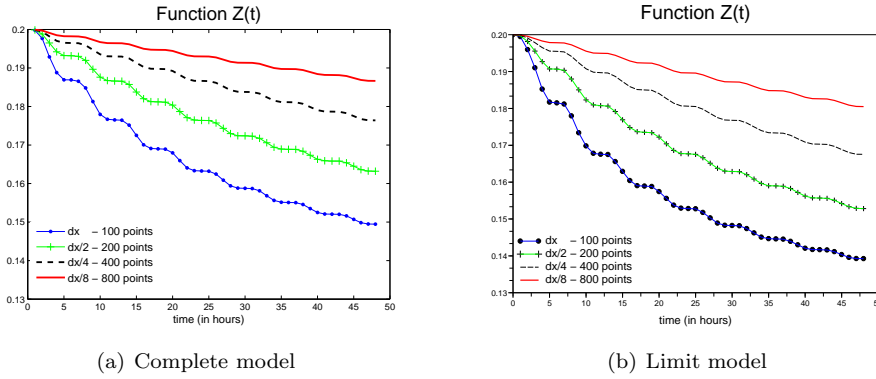 Function Z(t)
0.2
0.19
0.18
0.17
0.16
0.15
0.14
0.13
dx – 100 points
dx/2 – 200 points
dx/4 – 400 points
dx/8 – 800 points
0 5 10 15 20 25 30 35 40 45 50
time (in hours)
(a) Complete model
Function Z(t)
0.20
0.19
0.18
0.17
0.16
0.15
0.14
0.13
dx – 100 points
dx/2 – 200 points
dx/4 – 400 points
dx/8 – 800 points
0 5 10 15 20 25 30 35 40 45 50
time (in hours)
(b) Limit model